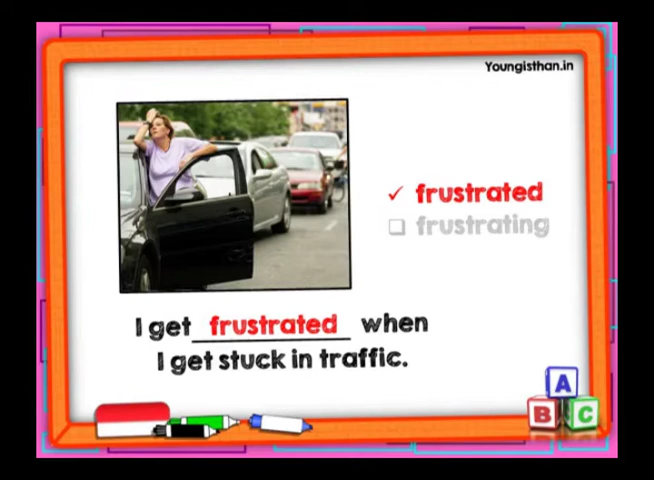 Youngisthan.in
✓ frustrated
❑ frustrating
I get frustrated when
I get stuck in traffic.
A
B C